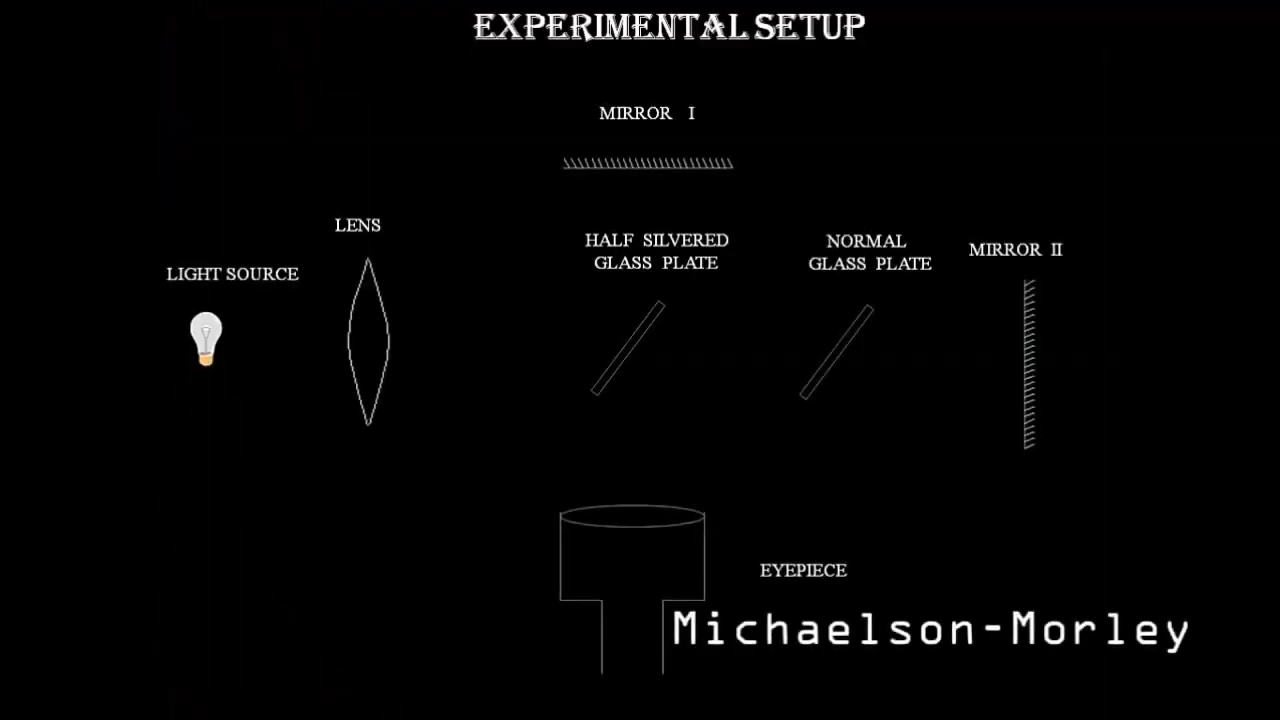 EXPERIMENTAL SETUP
MIRROR I
LENS
LIGHT SOURCE
HALF SILVERED
GLASS PLATE
NORMAL
GLASS PLATE
MIRROR II
EYEPIECE
Michaelson-Morley